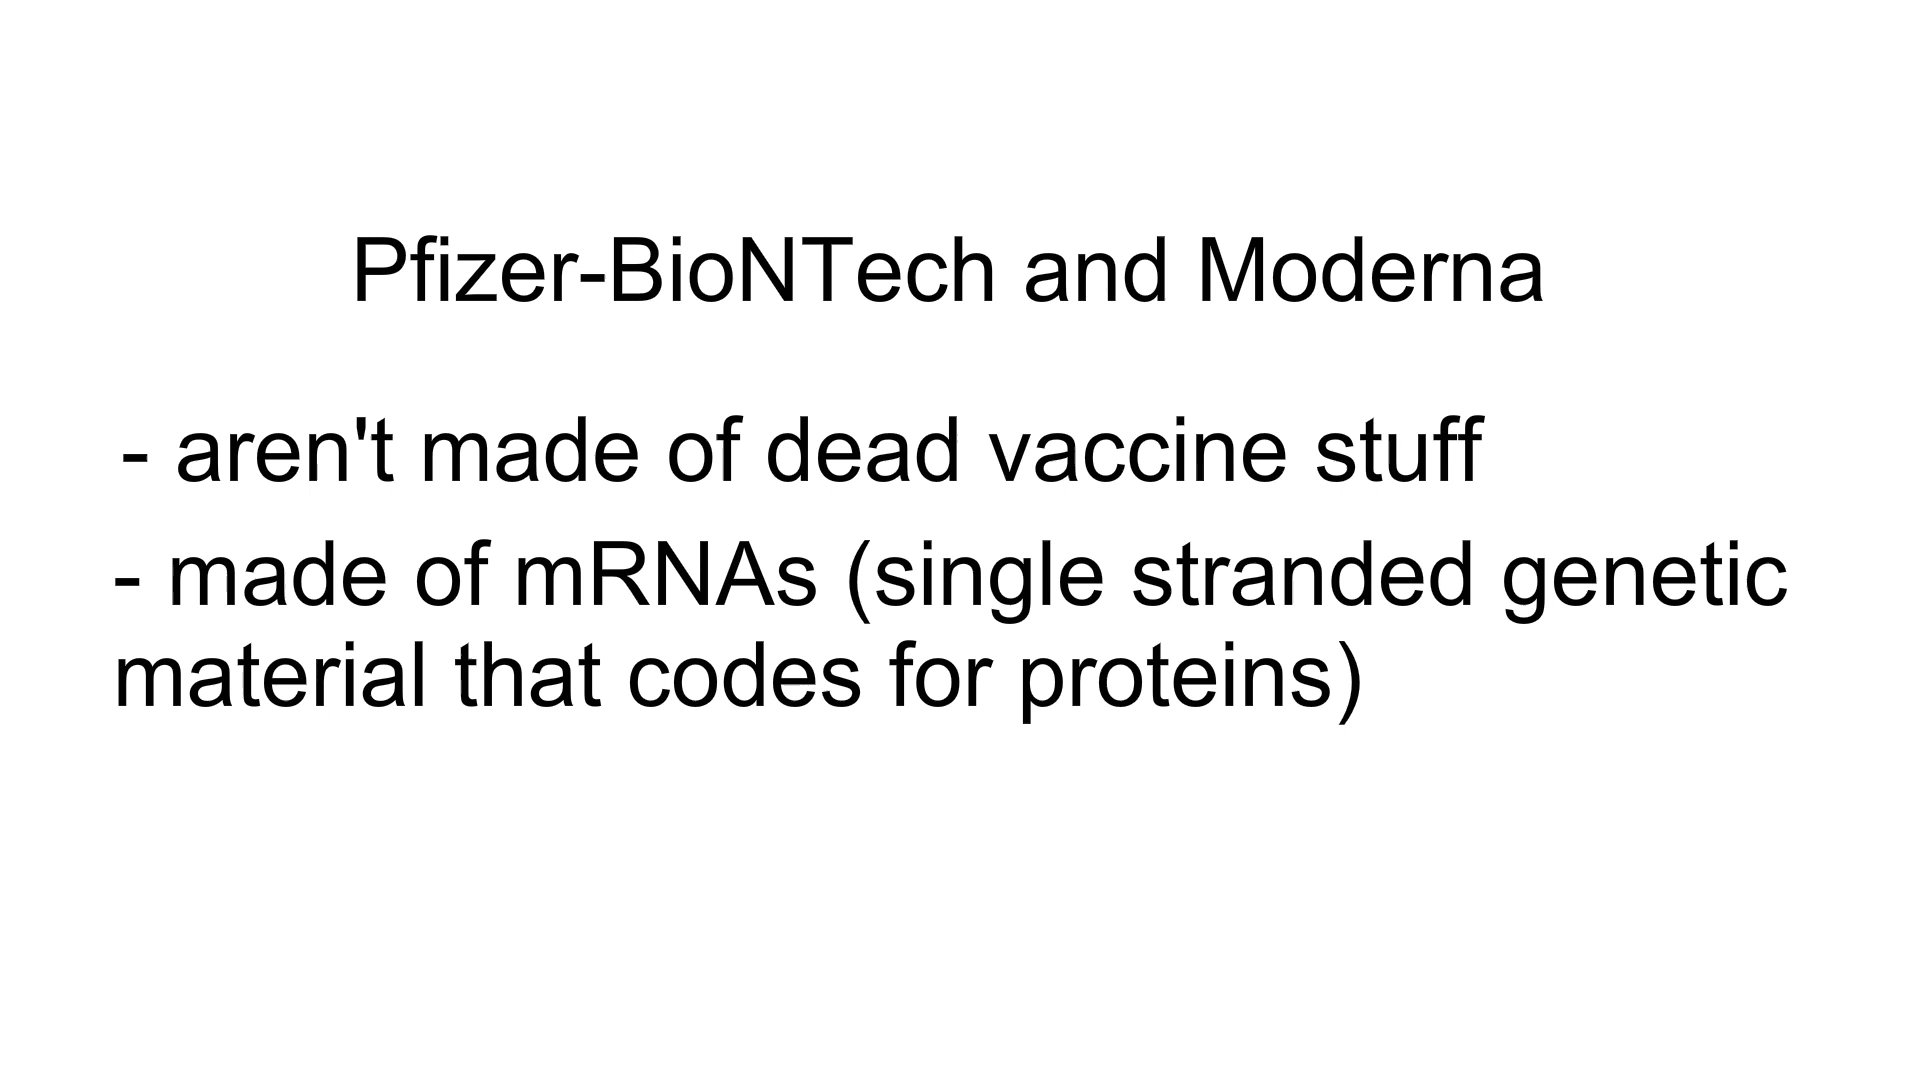 Pfizer-BioNTech and Moderna
- aren't made of dead vaccine stuff
- made of mRNAs (single stranded genetic
material that codes for proteins)